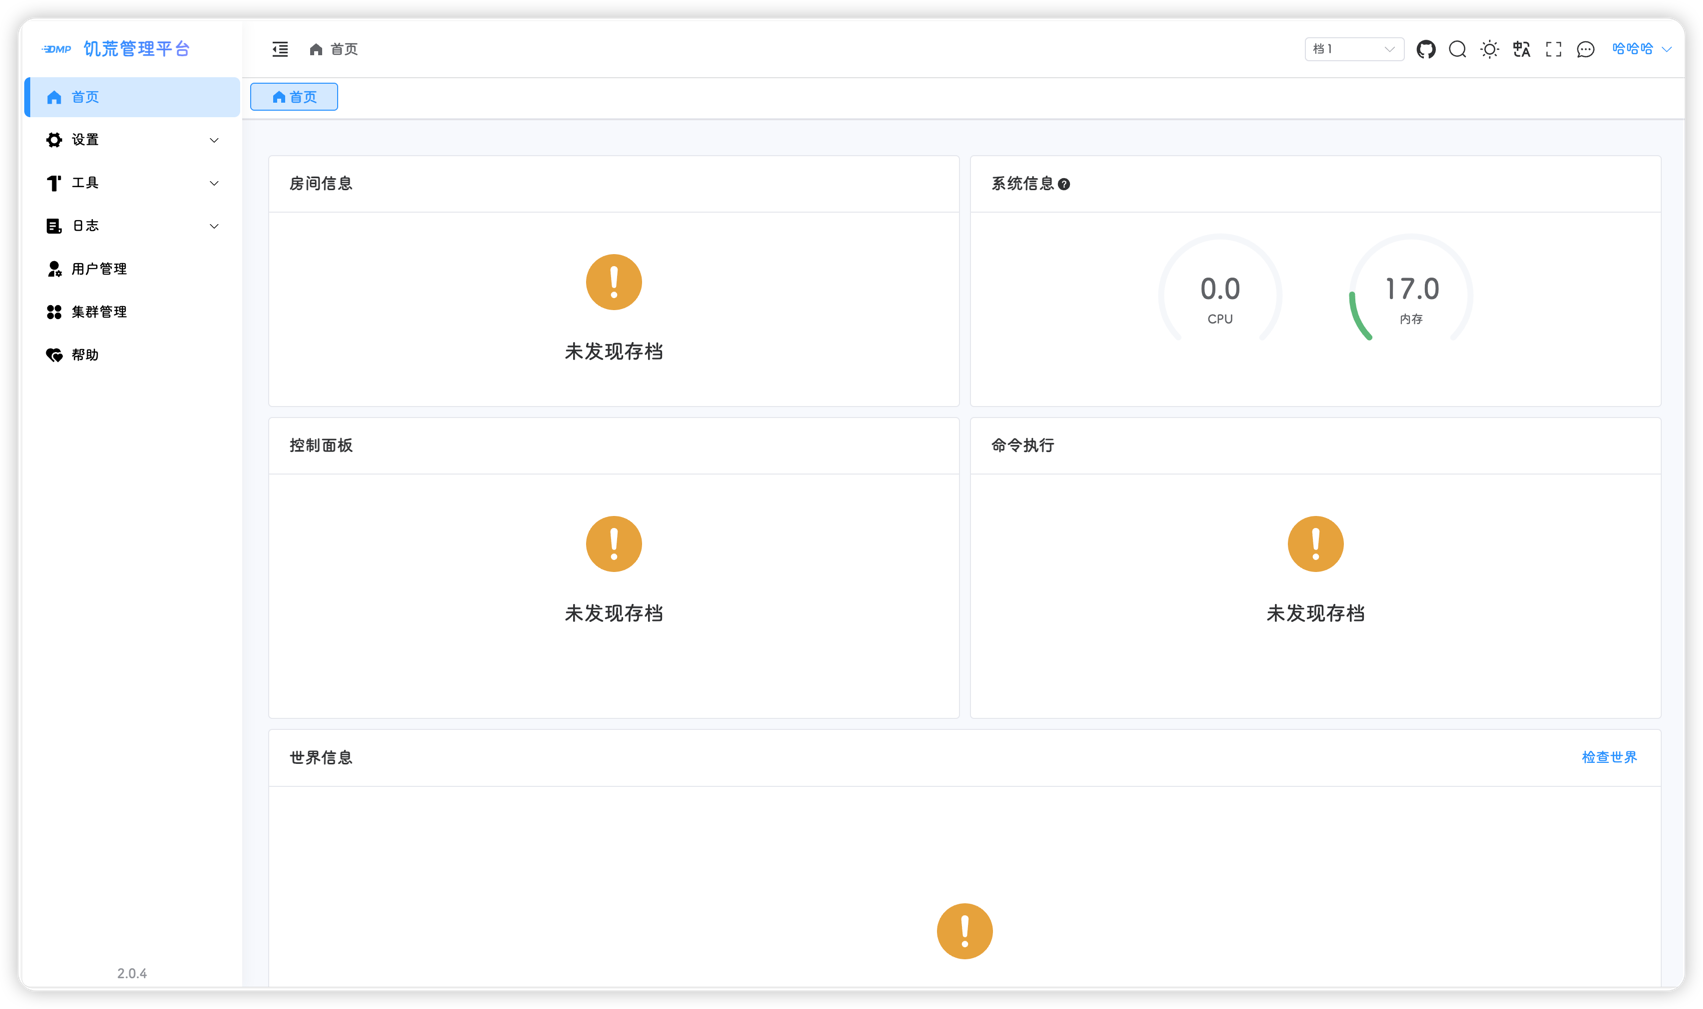 DMP 饥荒管理平台
首页
档 1
哈哈哈
首页
首页
设置
工具
日志
用户管理
集群管理
帮助
2.0.4
房间信息
未发现存档
系统信息
0.0
CPU
17.0
内存
控制面板
未发现存档
命令执行
未发现存档
世界信息
检查世界